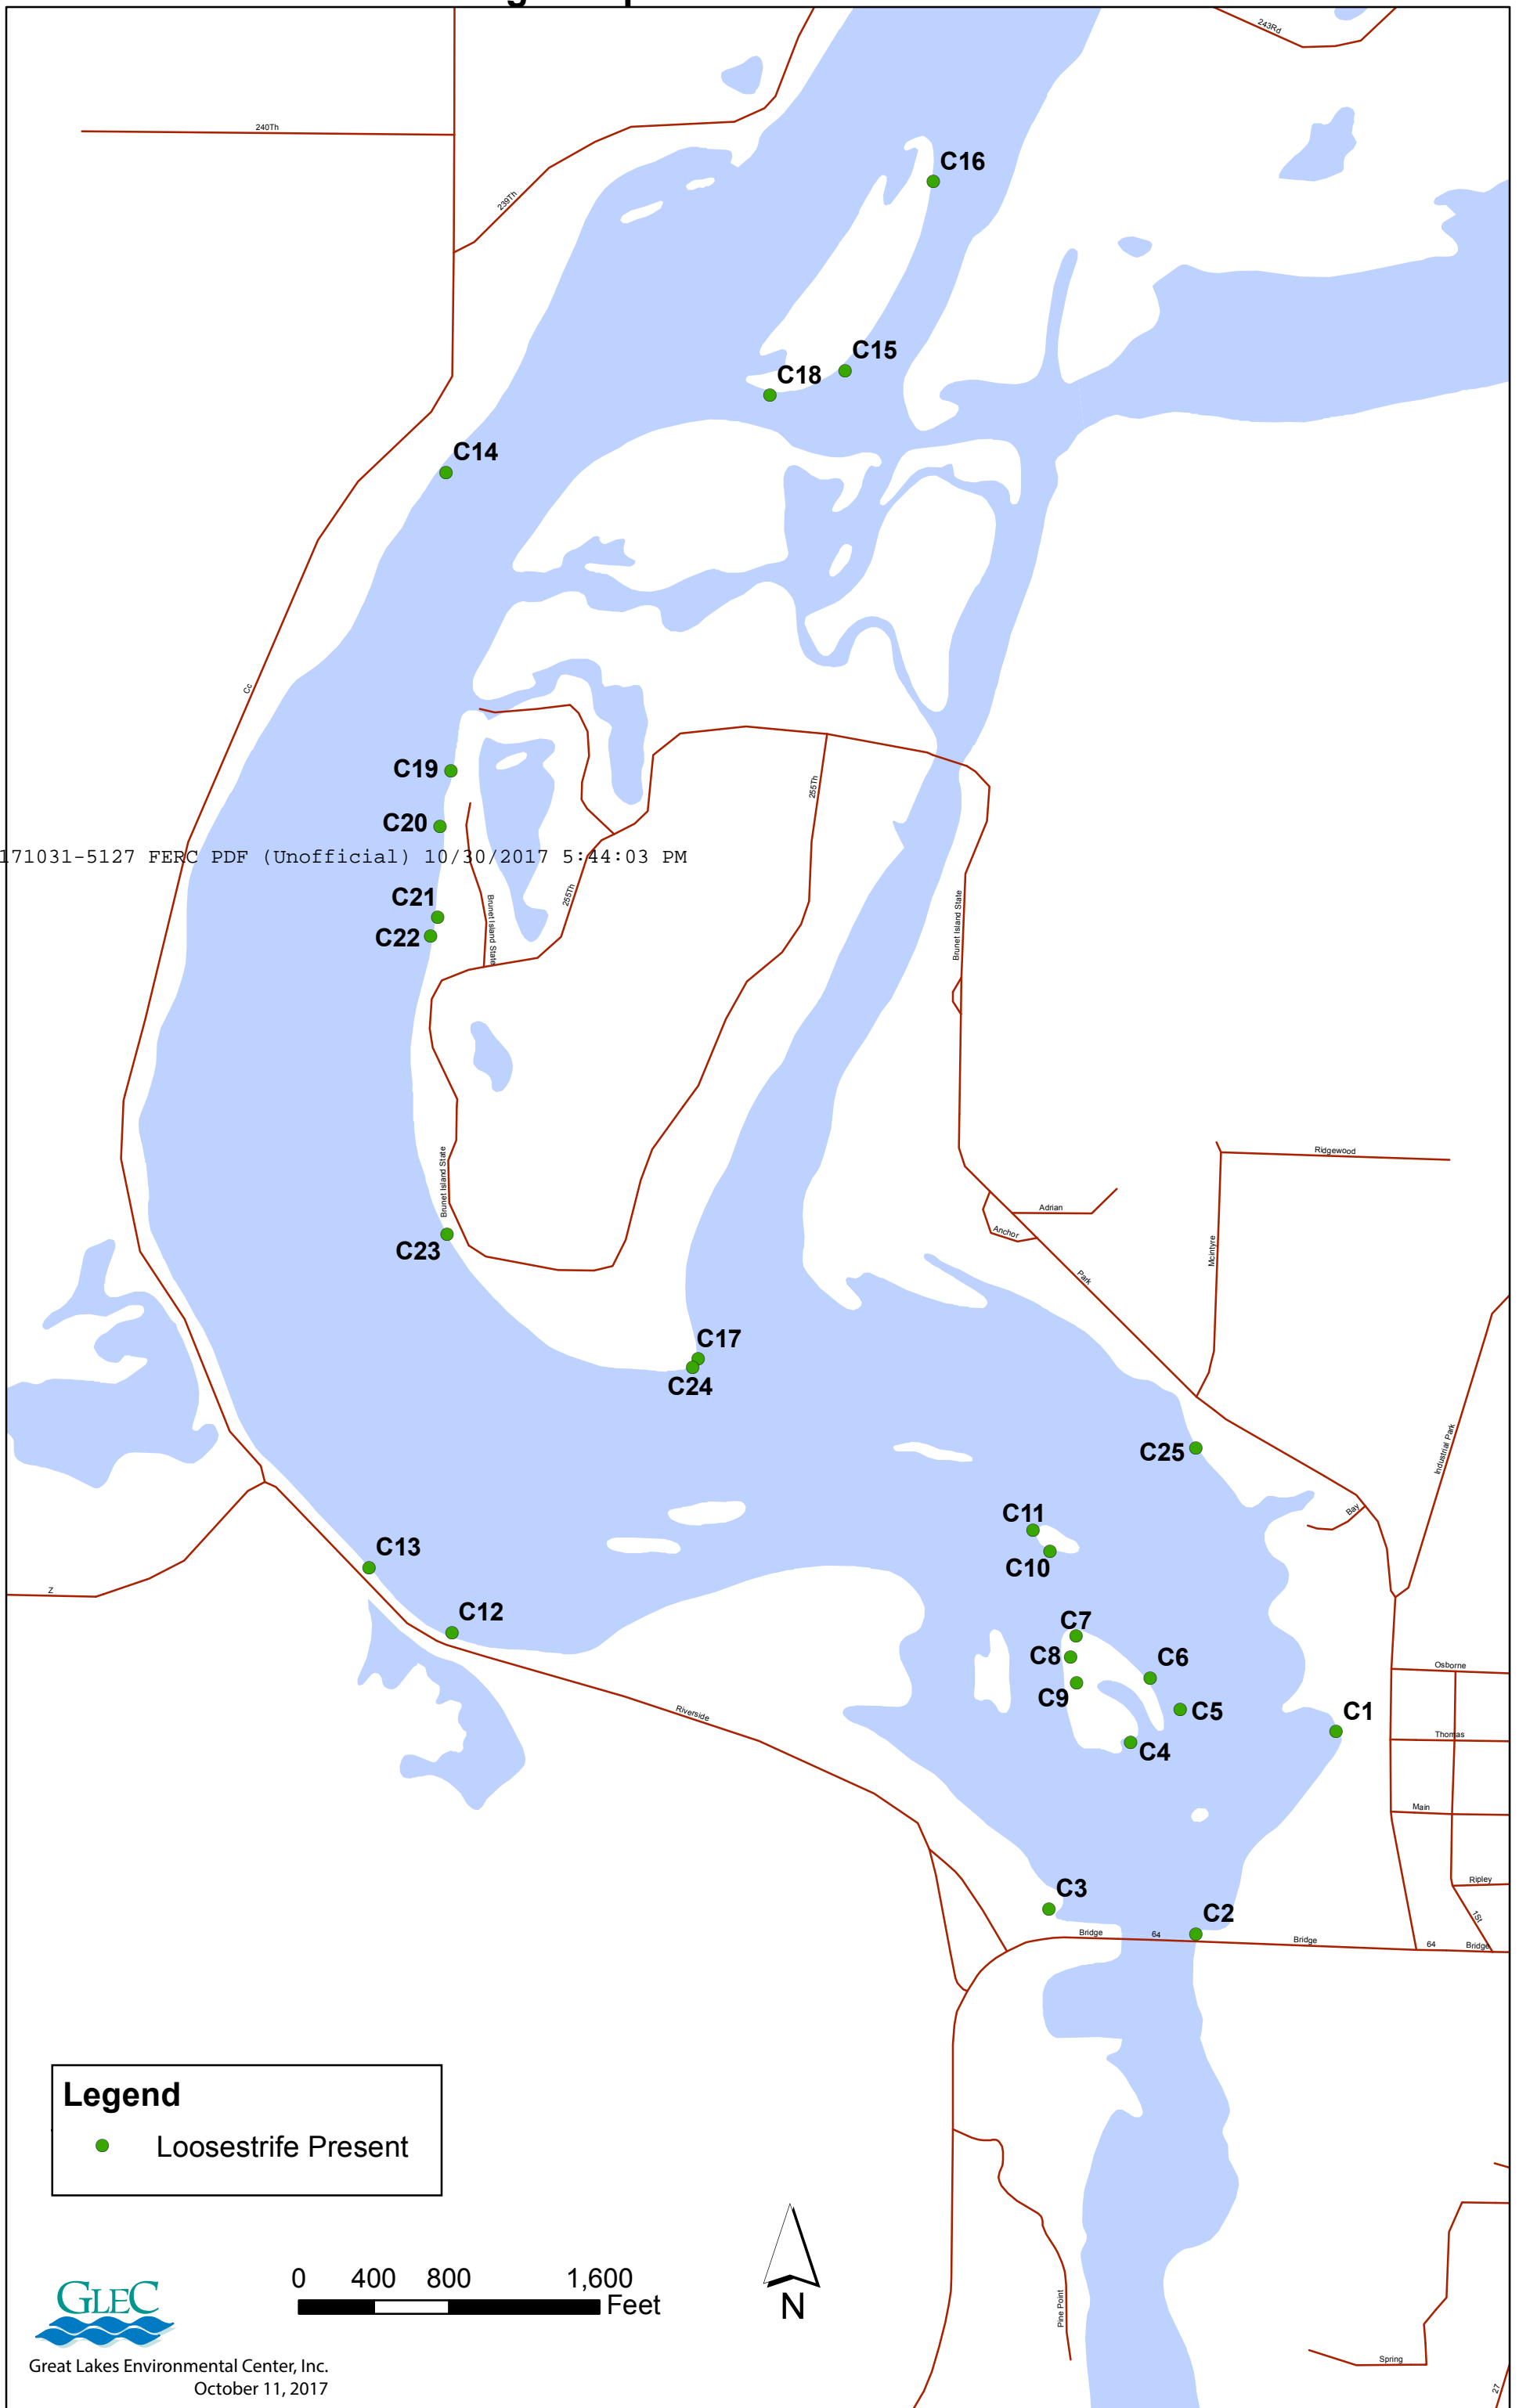 243Rd
240Th
C16
239Th
C15
C18
C14
Cc
C19
255Th
C20
171031-5127 FERC PDF (Unofficial) 10/30/2017 5:44:03 PM
C21
255Th
Brunet Island State
Brunet Island State
C22
Ridgewood
Brunet Island State
Adrian
Anchor
Mcintyre
C23
Park
C17
C24
C25
Industrial Park
C11
Bay
C13
C10
Z
C12
C7
C8
C6
Osborne
C9
C5
C1
Riverside
Thomas
C4
Main
C3
Ripley
C2
1St
Bridge
64
Bridge
64
Bridge
Legend
Loosestrife Present
0 400 800 1,600
Feet
N
Pine Point
GLEC
Spring
Great Lakes Environmental Center, Inc.
October 11, 2017
27